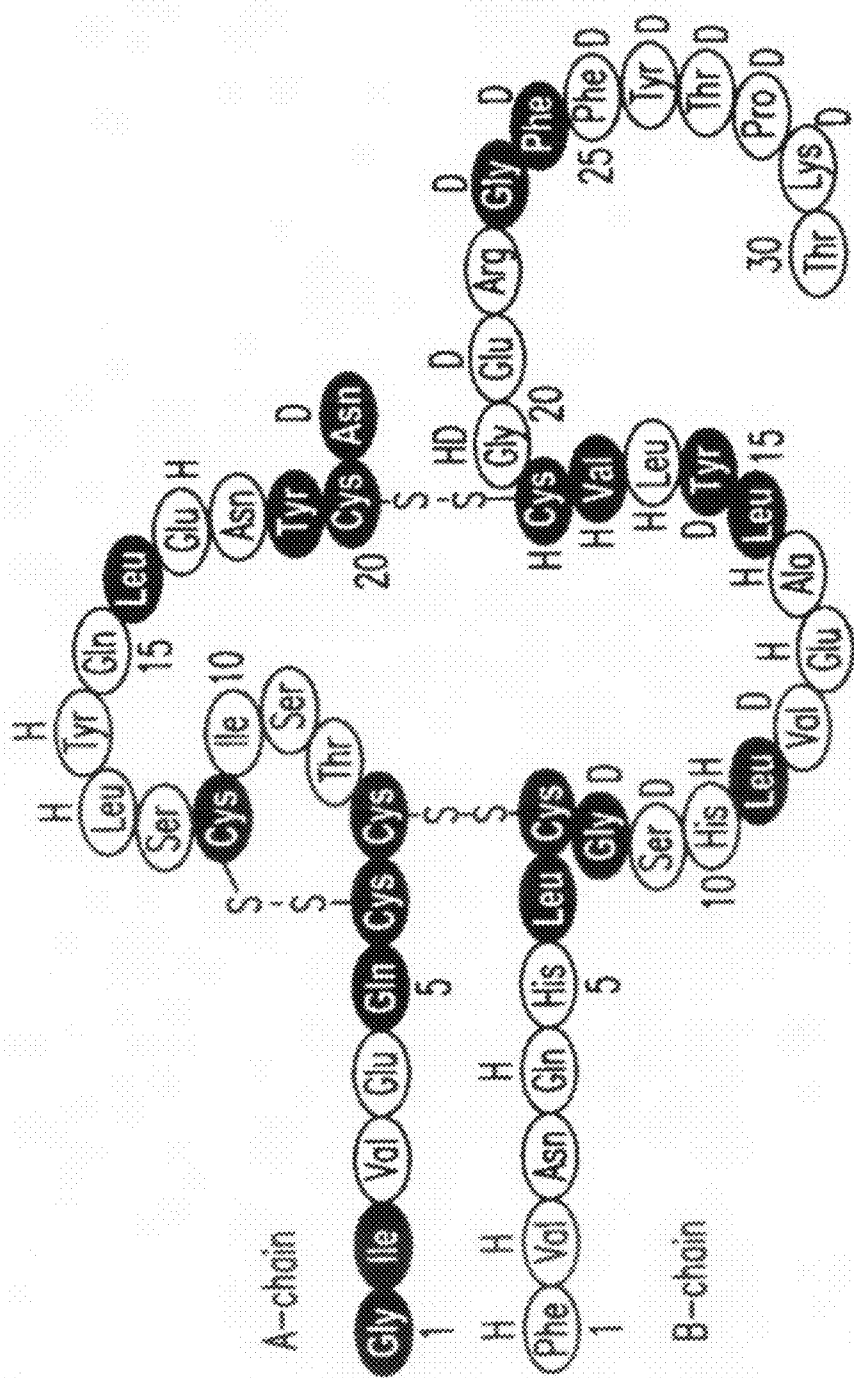 A-chain
Gly
1
Ile
Val
Glu
Gln
5
Cys
Cys
Thr
Ser
Ile
10
Cys
Ser
Leu
H
Tyr
H
Gln
15
Leu
Glu
H
Asn
Tyr
Cys
20
Asn
D
S
S
S
S
S
S
B-chain
Phe
H
1
Val
H
Asn
Gln
H
His
5
Leu
Cys
Gly
D
Ser
D
His
H
10
Leu
Val
D
Glu
H
Ala
H
Leu
15
Tyr
D
Leu
H
Val
H
Cys
H
Gly
HD
20
Glu
D
Arg
Gly
D
Phe
D
Phe
D
25
Tyr
D
Thr
D
Pro
D
Lys
D
Thr
30